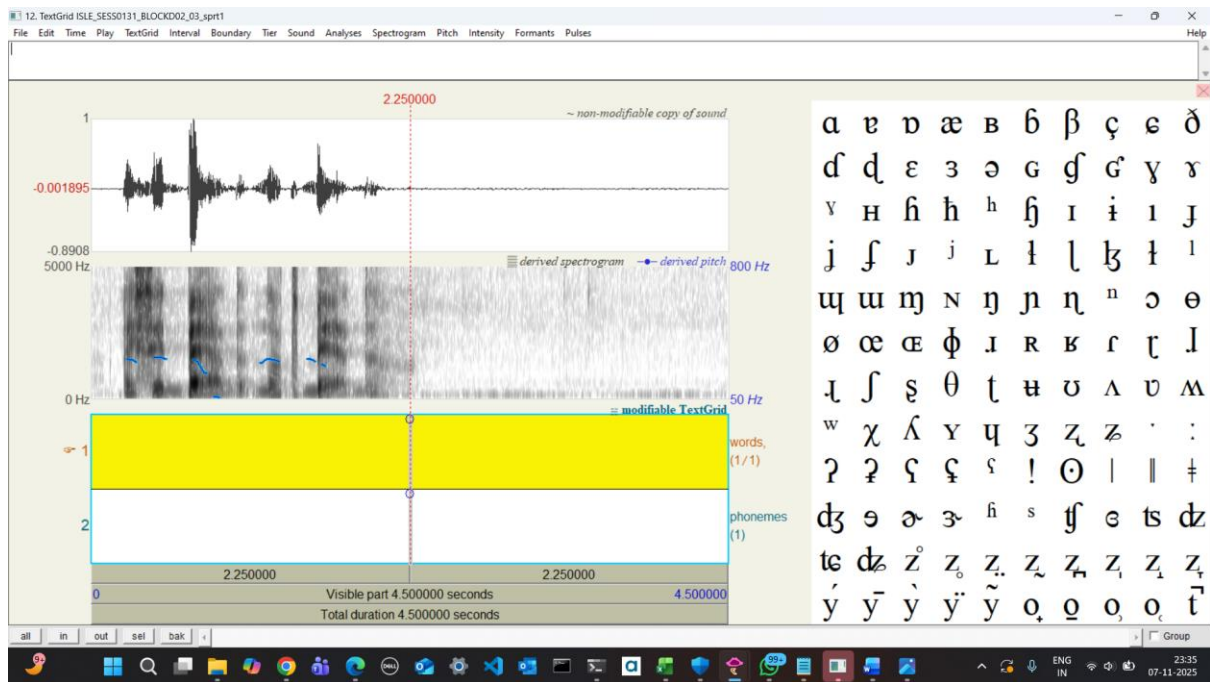 12. TextGrid ISLE_SESS0131_BLOCKD02_03_sprt1
File Edit Time Play TextGrid Interval Boundary Tier Sound Analyses Spectrogram Pitch Intensity Formants Pulses Help
2.250000
~ non-modifiable copy of sound
1
-0.001895
-0.8908
5000 Hz
derived spectrogram derived pitch
800 Hz
0 Hz
50 Hz
modifiable TextGrid
1
words,
(1/1)
2
phonemes
(1)
2.250000 2.250000
0 Visible part 4.500000 seconds 4.500000
Total duration 4.500000 seconds
ɑ ɐ ɒ æ ʙ ɓ β ç ɕ ð
ɗ ɖ ɛ ɜ ə ɢ ɠ ʛ ɣ ɤ
ˠ ʜ ɦ ħ ʰ ɧ ɪ ɨ ı ɟ
ʝ ʄ ɹ ʲ ʟ ɫ ɭ ɮ ɬ ˡ
ɰ ɯ ɱ ɴ ŋ ɲ ɳ ⁿ ɔ ɵ
ø œ ɶ ɸ ɹ ʀ ʁ ɾ ɽ ɺ
ɻ ʃ ʂ θ ʈ ʉ ʊ ʌ ʋ ʍ
ʷ χ ʎ ʏ ɥ ʒ ʐ ʑ ˑ ː
ʔ ʡ ʕ ʢ ˤ ! ʘ | ‖ ǂ
ʤ ɘ ɚ ɝ ʱ ˢ ʧ ɞ ʦ ʣ
ʨ ʥ z̊ z̥ z̤ z̰ z̪ z̩ z̝ z̞
ý ȳ ỳ ÿ ỹ o̟ o̠ o̹ o̜ t̚
all in out sel bak
Group
9+
99+
ENG
IN
23:35
07-11-2025